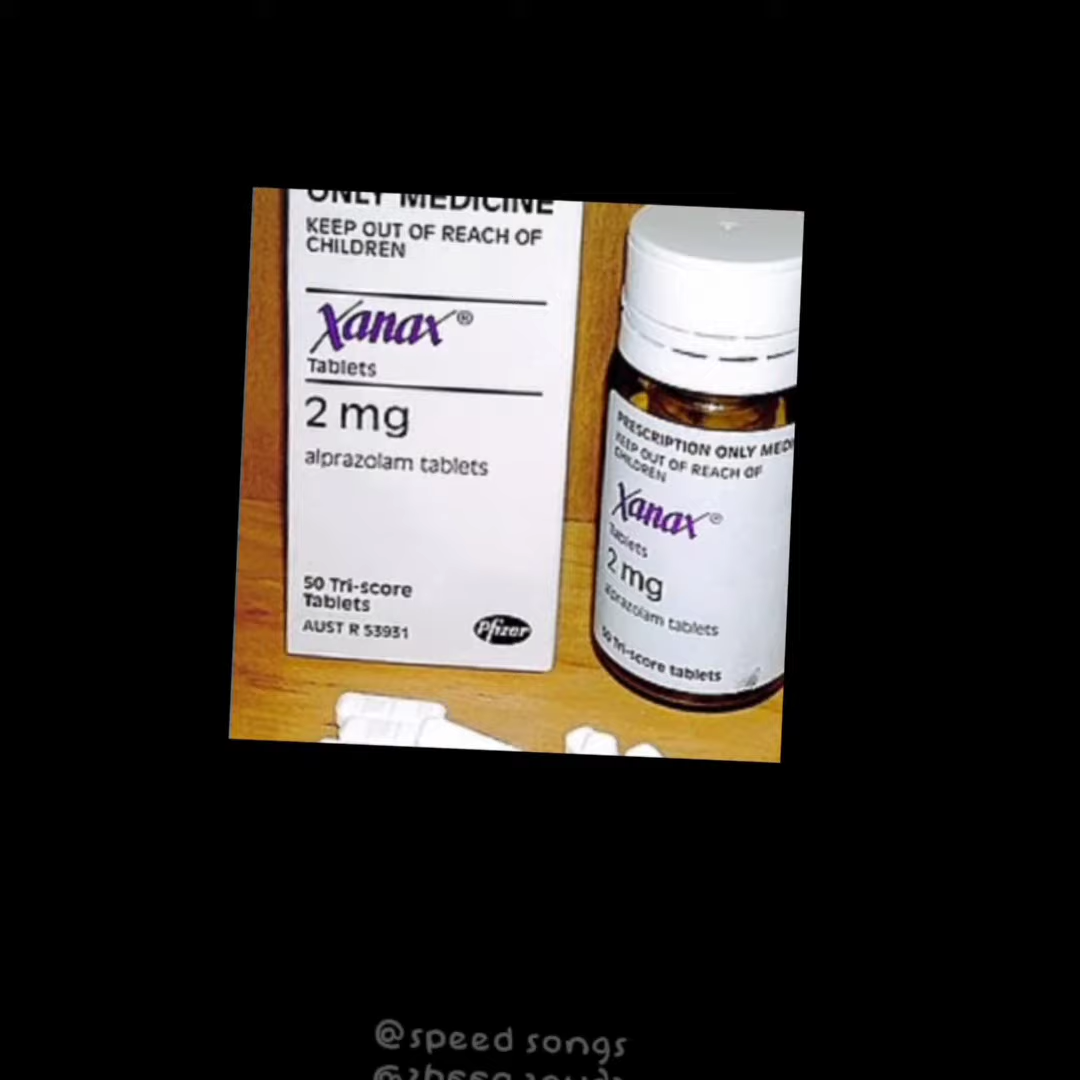 ONLY MEDICINE
KEEP OUT OF REACH OF
CHILDREN
Xanax®
Tablets
2 mg
alprazolam tablets
50 Tri-score
Tablets
AUST R 53931
Pfizer
PRESCRIPTION ONLY MEDI
KEEP OUT OF REACH OF
CHILDREN
Xanax®
Tablets
2 mg
alprazolam tablets
50 Tri-score tablets
@speed songs